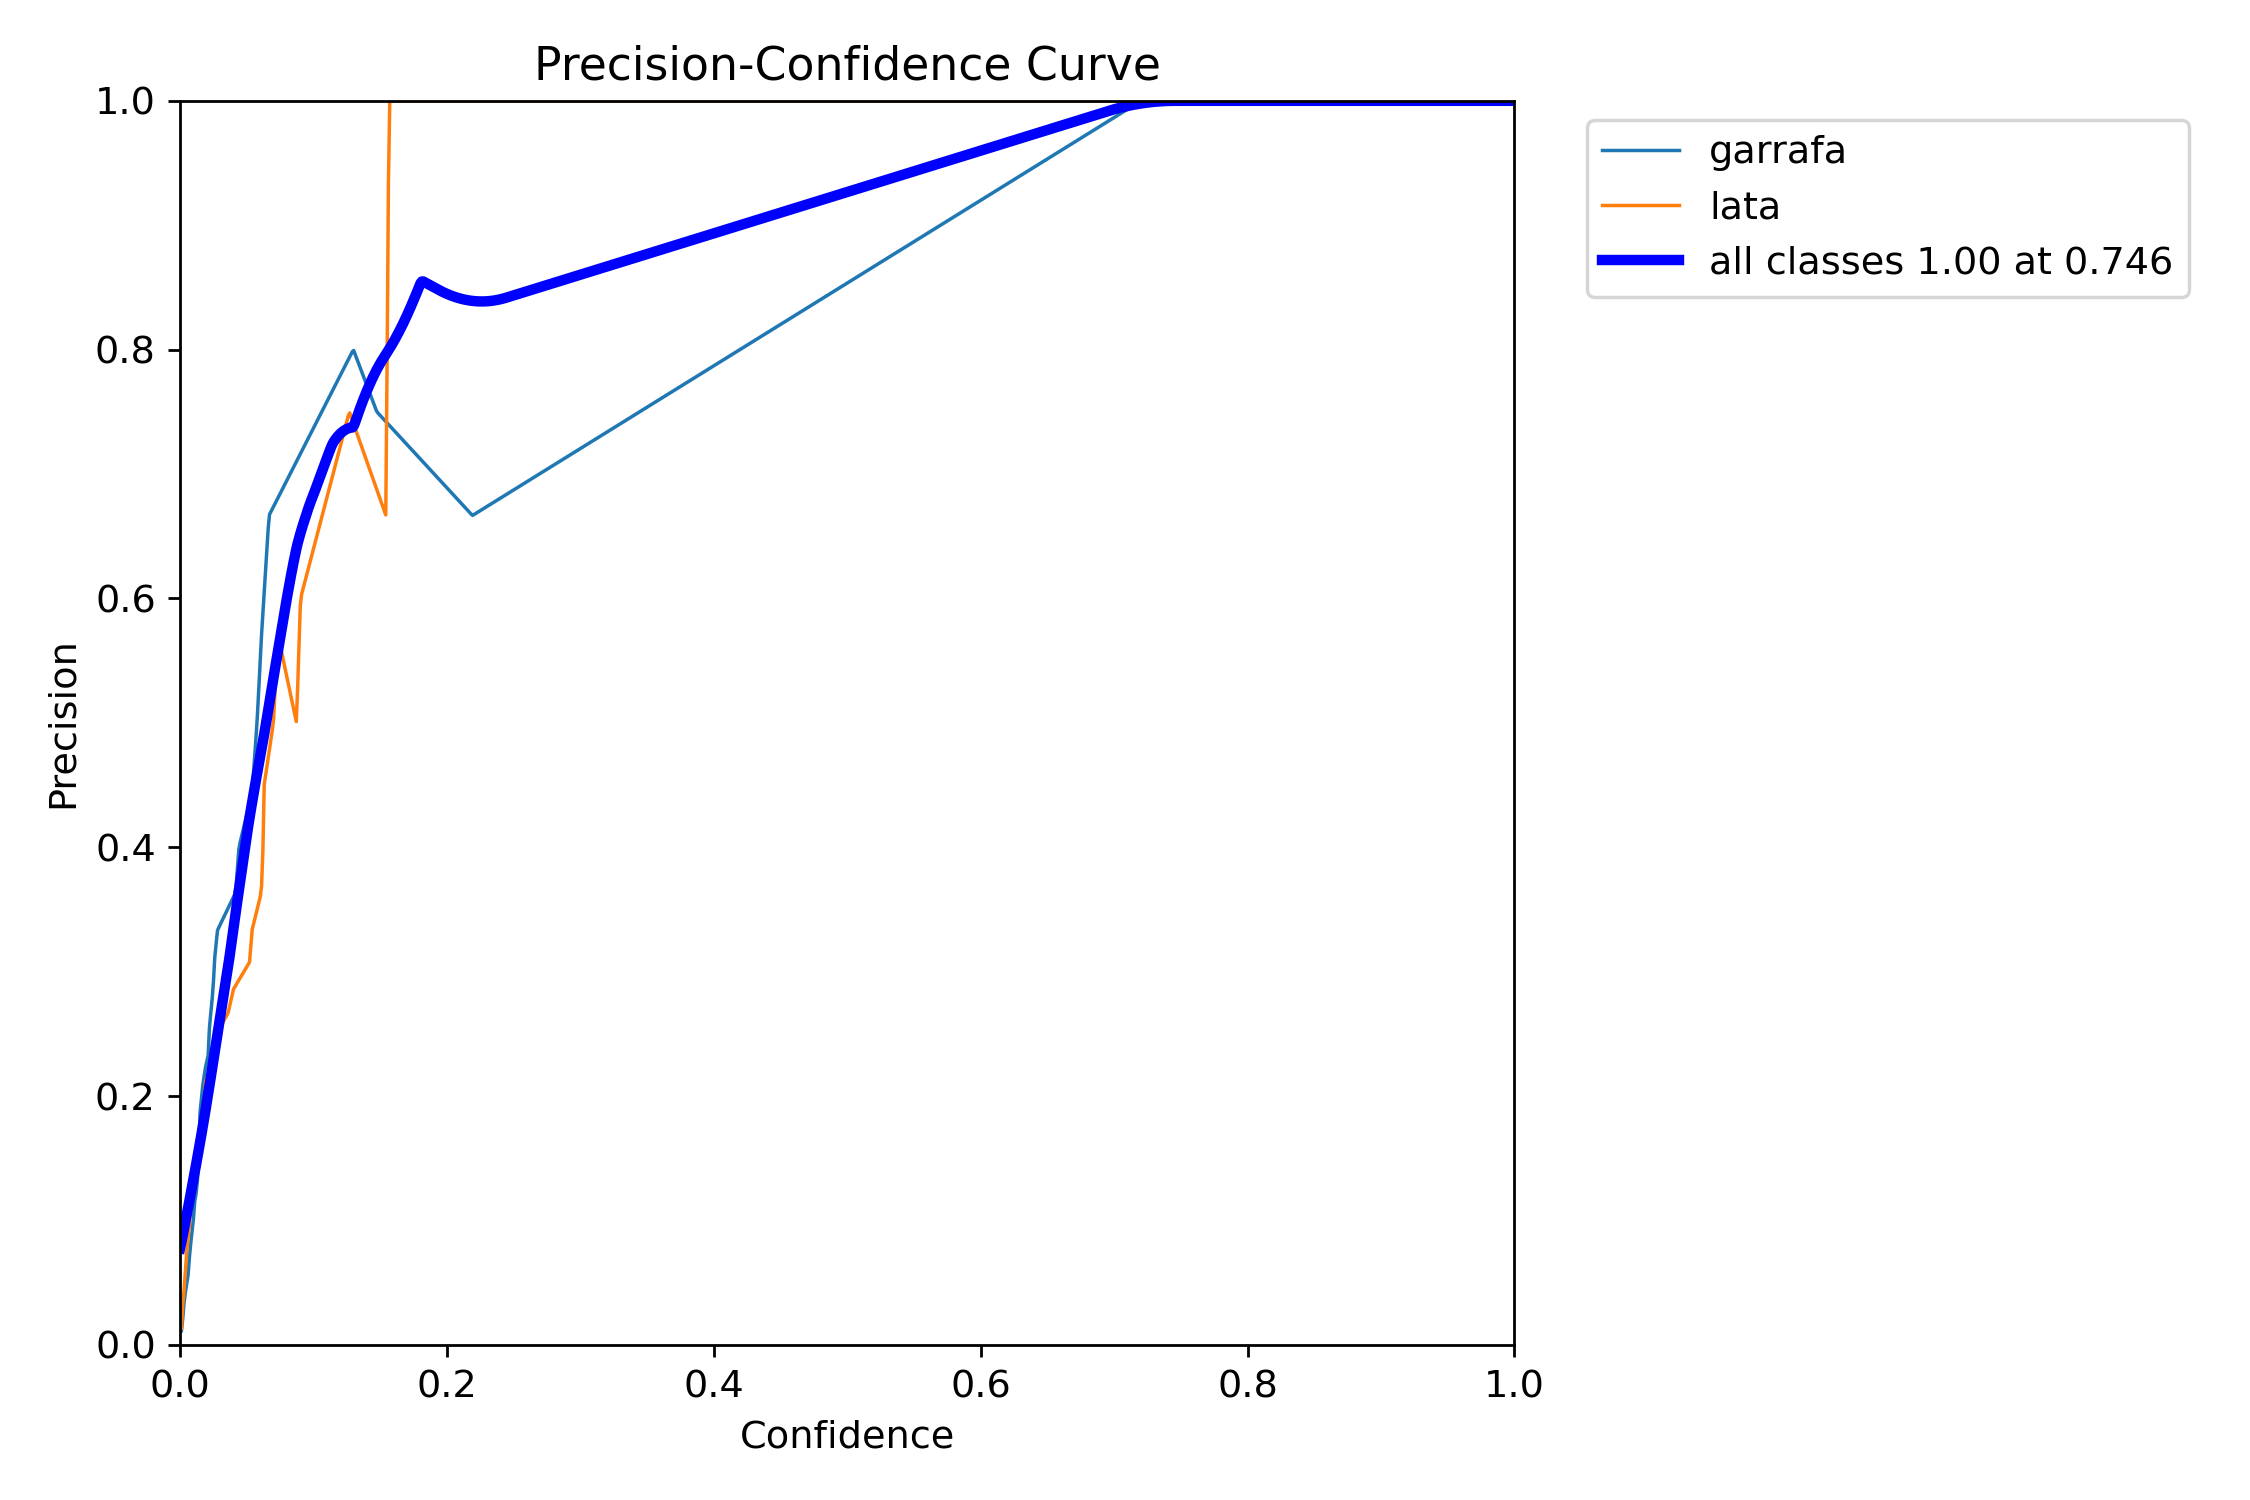 Precision-Confidence Curve
1.0
0.8
0.6
0.4
0.2
0.0
Precision
0.0 0.2 0.4 0.6 0.8 1.0
Confidence
garrafa
lata
all classes 1.00 at 0.746